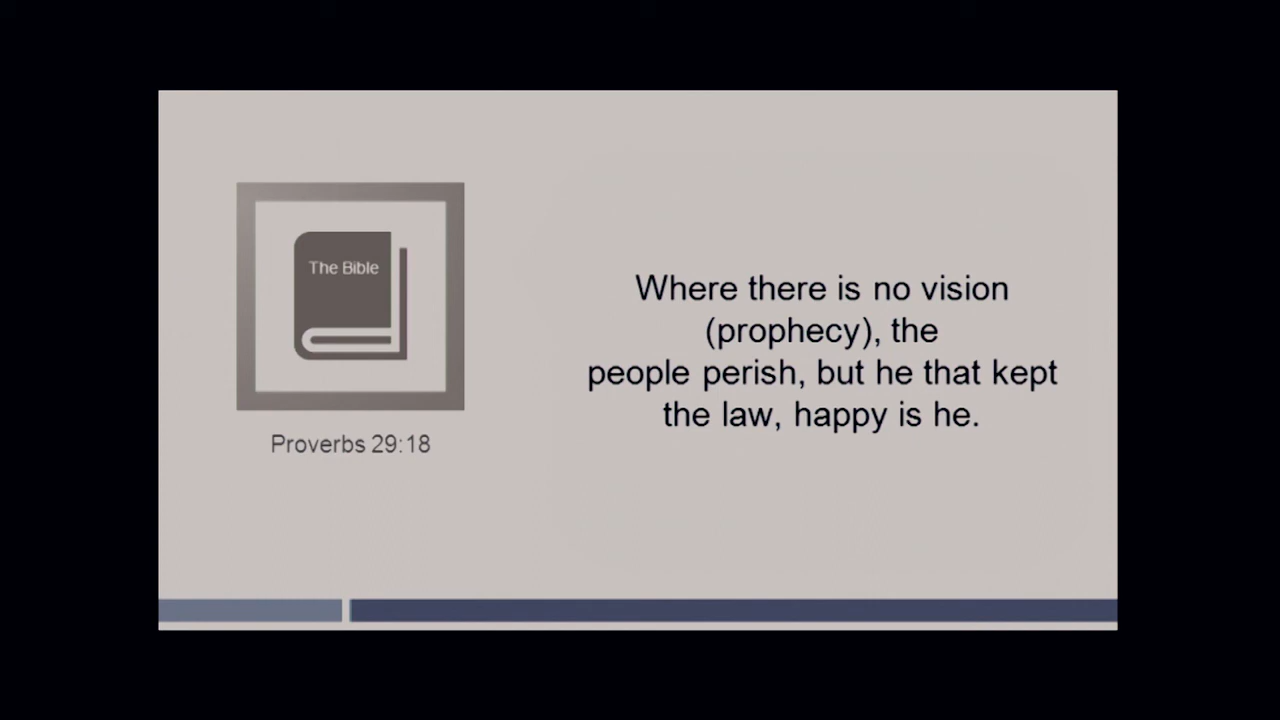 The Bible
Proverbs 29:18
Where there is no vision
(prophecy), the
people perish, but he that kept
the law, happy is he.